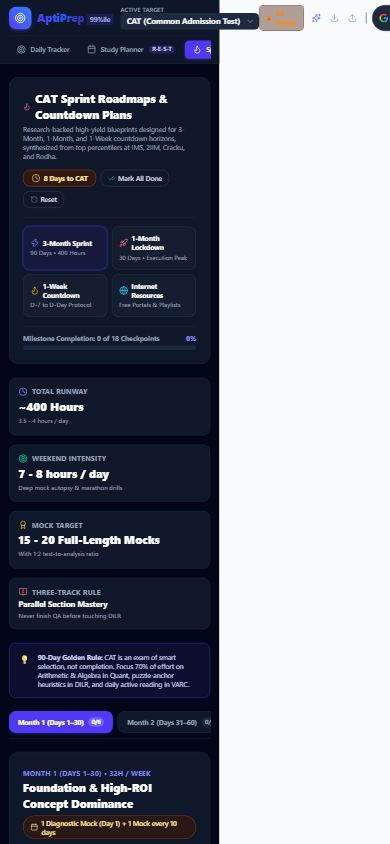 AptiPrep 99%ile
ACTIVE TARGET
CAT (Common Admission Test)
Daily Tracker
Study Planner R-E-S-T
CAT Sprint Roadmaps &
Countdown Plans
Research-backed high-yield blueprints designed for 3-
Month, 1-Month, and 1-Week countdown horizons,
synthesized from top percentilers at IMS, 2IIM, Cracku,
and Rodha.
8 Days to CAT
Mark All Done
Reset
3-Month Sprint
90 Days • 400 Hours
1-Month
Lockdown
30 Days • Execution Peak
1-Week
Countdown
D-7 to D-Day Protocol
Internet
Resources
Free Portals & Playlists
Milestone Completion: 0 of 18 Checkpoints 0%
TOTAL RUNWAY
~400 Hours
3.5 - 4 hours / day
WEEKEND INTENSITY
7 - 8 hours / day
Deep mock autopsy & marathon drills
MOCK TARGET
15 - 20 Full-Length Mocks
With 1:2 test-to-analysis ratio
THREE-TRACK RULE
Parallel Section Mastery
Never finish QA before touching DILR
90-Day Golden Rule: CAT is an exam of smart
selection, not completion. Focus 70% of effort on
Arithmetic & Algebra in Quant, puzzle-anchor
heuristics in DILR, and daily active reading in VARC.
Month 1 (Days 1–30) 0/6
Month 2 (Days 31–60) 0/
MONTH 1 (DAYS 1–30) • 32H / WEEK
Foundation & High-ROI
Concept Dominance
1 Diagnostic Mock (Day 1) + 1 Mock every 10
days